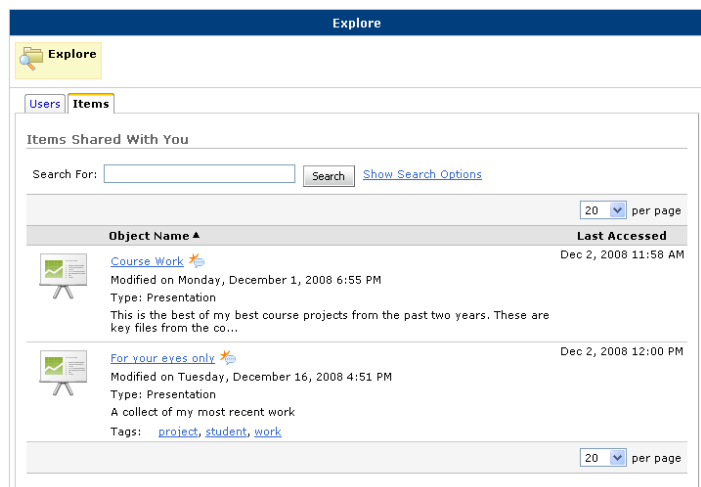 Explore
Explore
Users Items
Items Shared With You
Search For: Search Show Search Options
20 per page
Object Name Last Accessed
Course Work Dec 2, 2008 11:58 AM
Modified on Monday, December 1, 2008 6:55 PM
Type: Presentation
This is the best of my best course projects from the past two years. These are
key files from the co...
For your eyes only Dec 2, 2008 12:00 PM
Modified on Tuesday, December 16, 2008 4:51 PM
Type: Presentation
A collect of my most recent work
Tags: project, student, work
20 per page